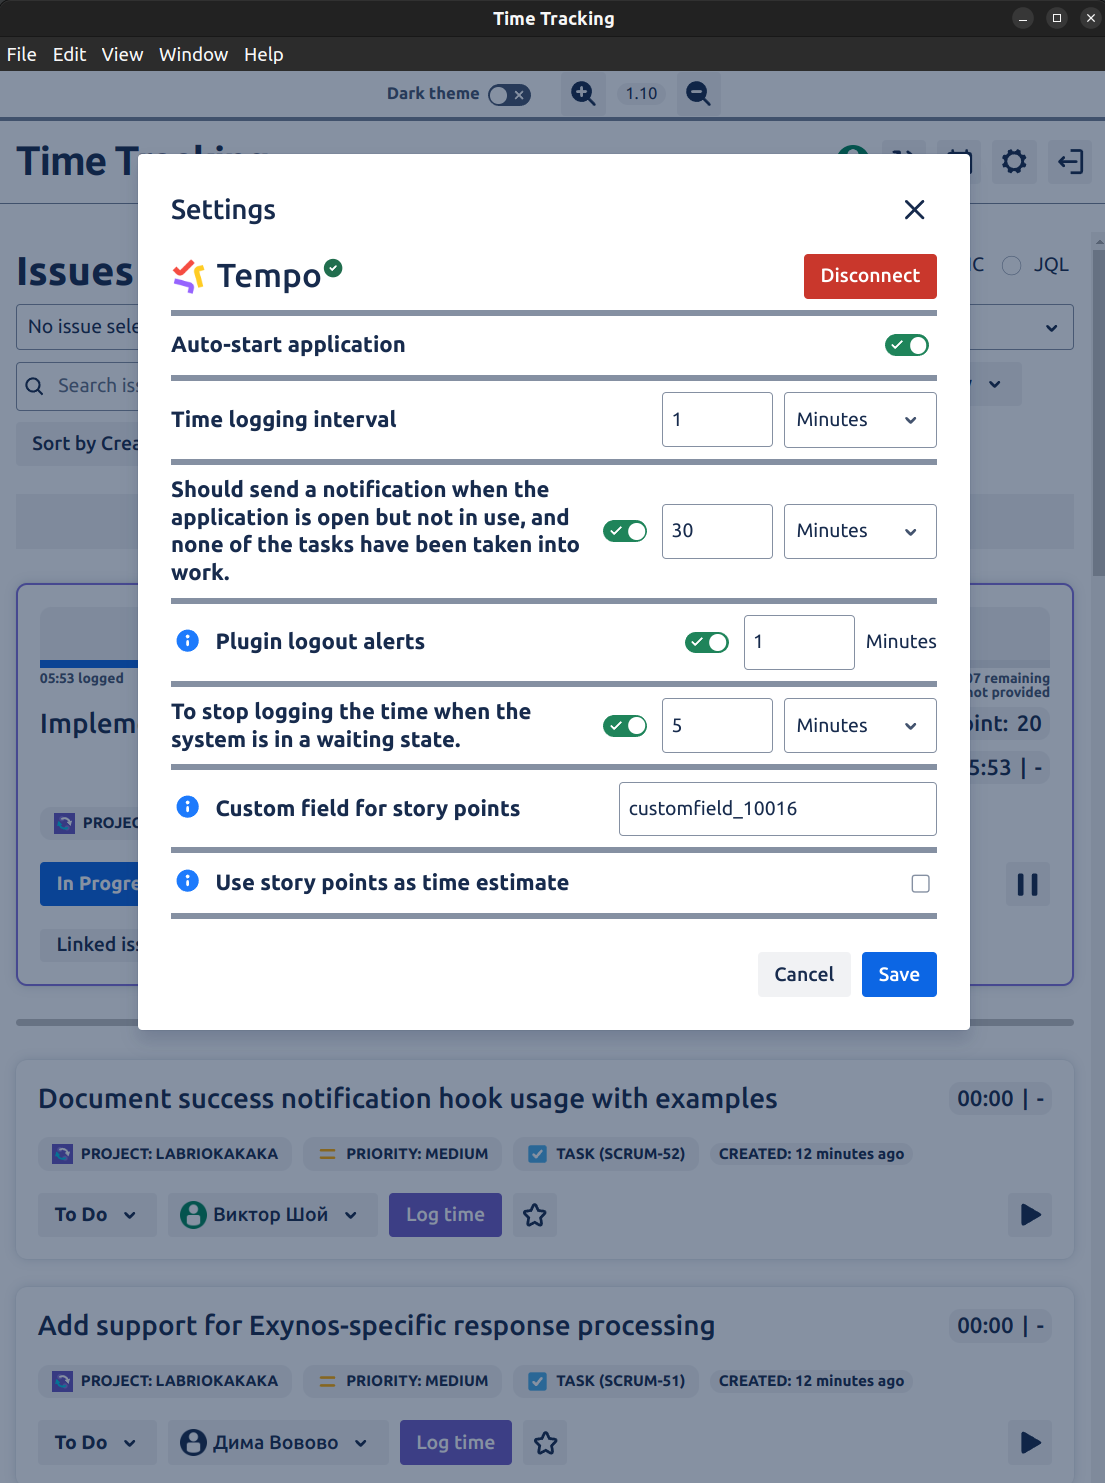 Time Tracking
File Edit View Window Help
Dark theme 1.10
Time Tracking
Settings
Tempo
Disconnect
Issues
JQL
No issue sele
Auto-start application
Search is
Time logging interval 1 Minutes
Sort by Crea
Should send a notification when the
application is open but not in use, and
none of the tasks have been taken into
work.
30 Minutes
Plugin logout alerts 1 Minutes
05:53 logged
07 remaining
not provided
To stop logging the time when the
system is in a waiting state.
5 Minutes
Implem
oint: 20
5:53 | -
Custom field for story points customfield_10016
PROJEC
Use story points as time estimate
In Progre
Linked is
Cancel Save
Document success notification hook usage with examples 00:00 | -
PROJECT: LABRIOKAKAKA PRIORITY: MEDIUM TASK (SCRUM-52) CREATED: 12 minutes ago
To Do Виктор Шой Log time
Add support for Exynos-specific response processing 00:00 | -
PROJECT: LABRIOKAKAKA PRIORITY: MEDIUM TASK (SCRUM-51) CREATED: 12 minutes ago
To Do Дима Вовово Log time